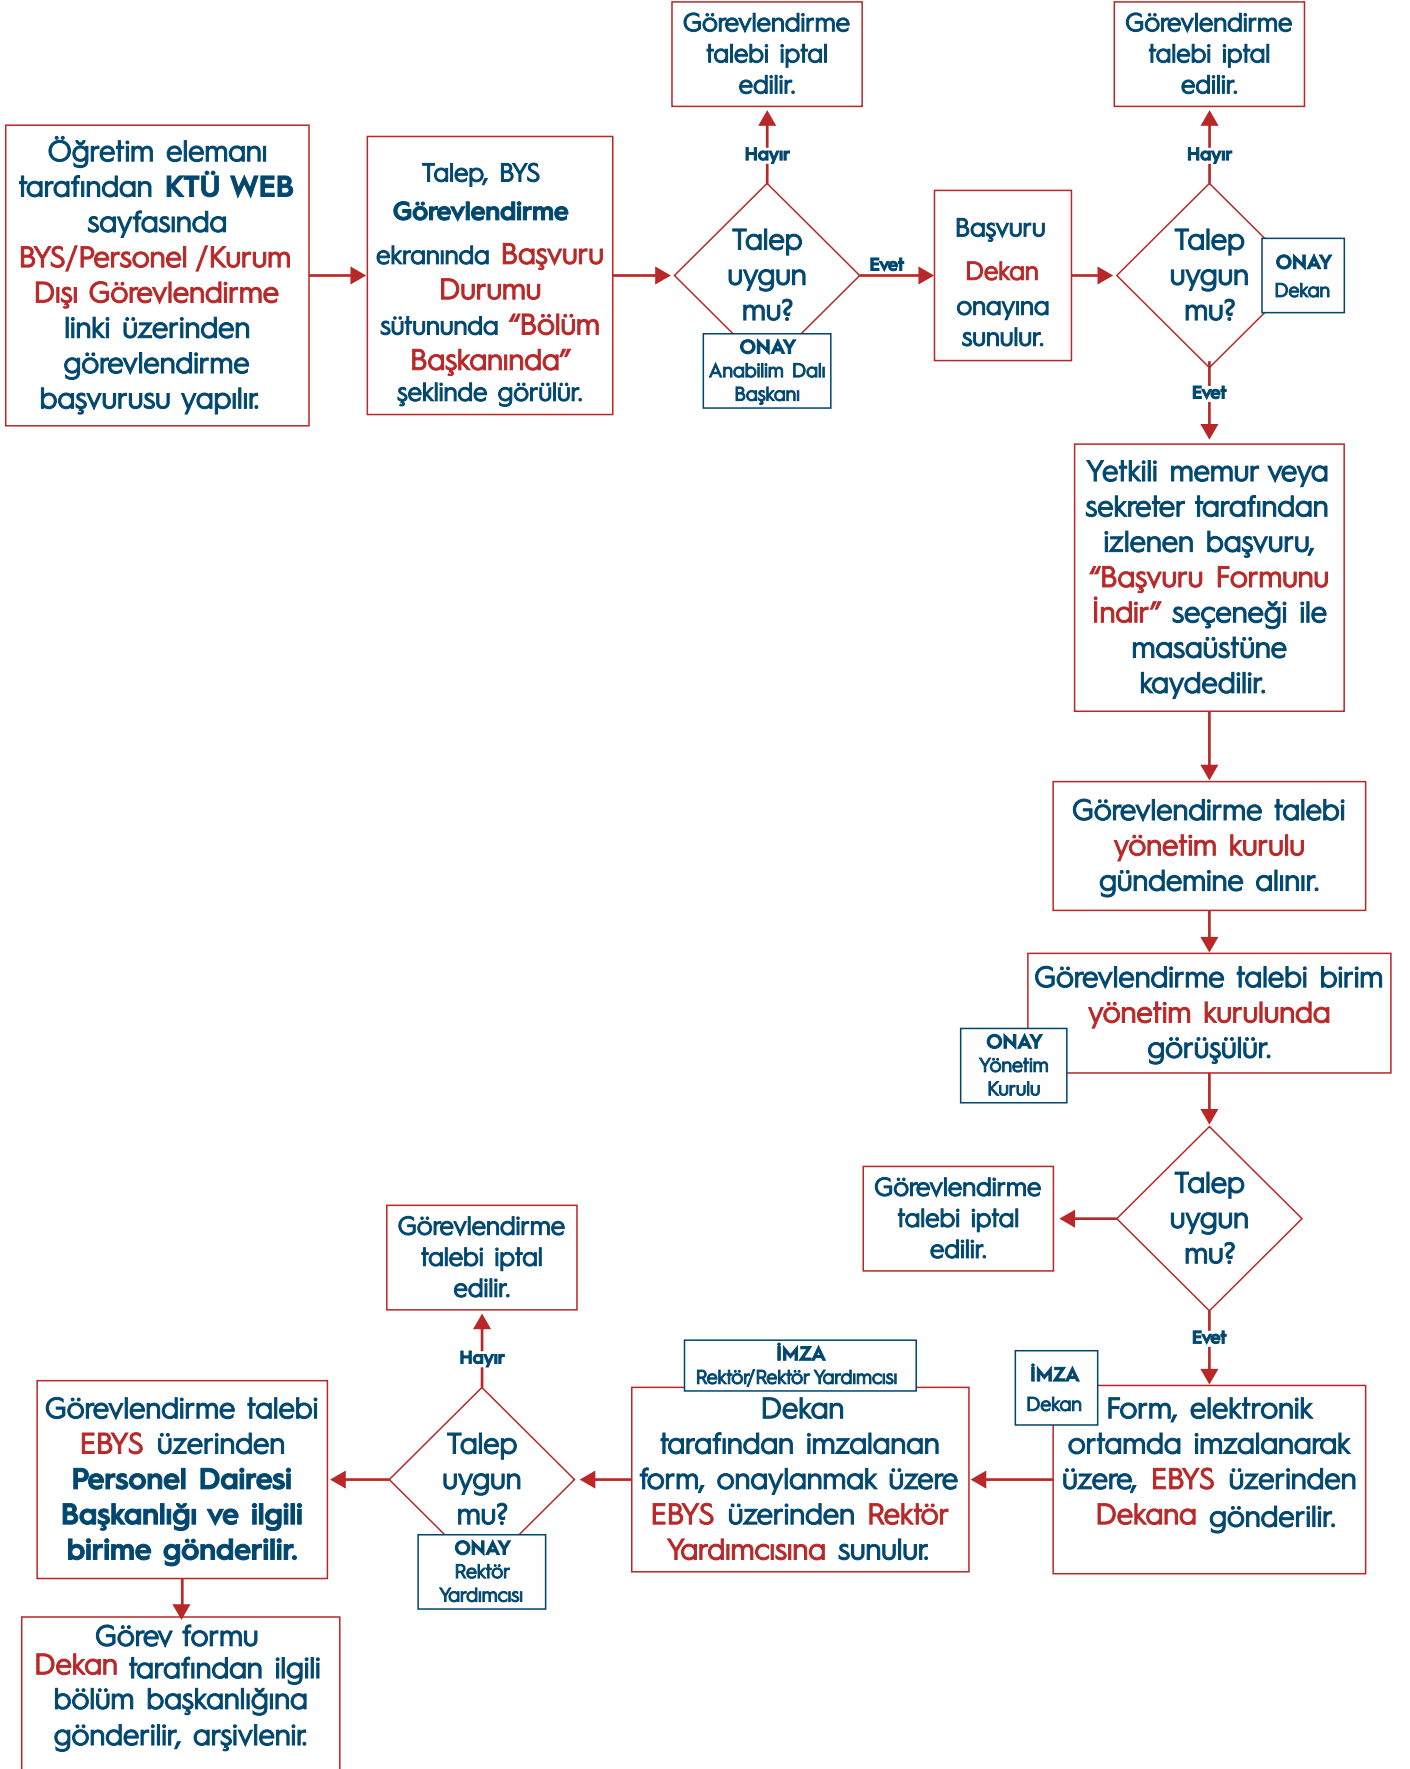 Öğretim elemanı
tarafından KTÜ WEB
sayfasında
BYS/Personel /Kurum
Dışı Görevlendirme
linki üzerinden
görevlendirme
başvurusu yapılır.
Talep, BYS
Görevlendirme
ekranında Başvuru
Durumu
sütununda “Bölüm
Başkanında”
şeklinde görülür.
Görevlendirme
talebi iptal
edilir.
Hayır
Talep
uygun
mu?
ONAY
Anabilim Dalı
Başkanı
Evet
Başvuru
Dekan
onayına
sunulur.
Görevlendirme
talebi iptal
edilir.
Hayır
Talep
uygun
mu?
ONAY
Dekan
Evet
Yetkili memur veya
sekreter tarafından
izlenen başvuru,
“Başvuru Formunu
İndir” seçeneği ile
masaüstüne
kaydedilir.
Görevlendirme talebi
yönetim kurulu
gündemine alınır.
Görevlendirme talebi birim
yönetim kurulunda
görüşülür.
ONAY
Yönetim
Kurulu
Talep
uygun
mu?
Görevlendirme
talebi iptal
edilir.
Evet
İMZA
Dekan
Form, elektronik
ortamda imzalanarak
üzere, EBYS üzerinden
Dekana gönderilir.
İMZA
Rektör/Rektör Yardımcısı
Dekan
tarafından imzalanan
form, onaylanmak üzere
EBYS üzerinden Rektör
Yardımcısına sunulur.
Görevlendirme
talebi iptal
edilir.
Hayır
Talep
uygun
mu?
ONAY
Rektör
Yardımcısı
Görevlendirme talebi
EBYS üzerinden
Personel Dairesi
Başkanlığı ve ilgili
birime gönderilir.
Görev formu
Dekan tarafından ilgili
bölüm başkanlığına
gönderilir, arşivlenir.